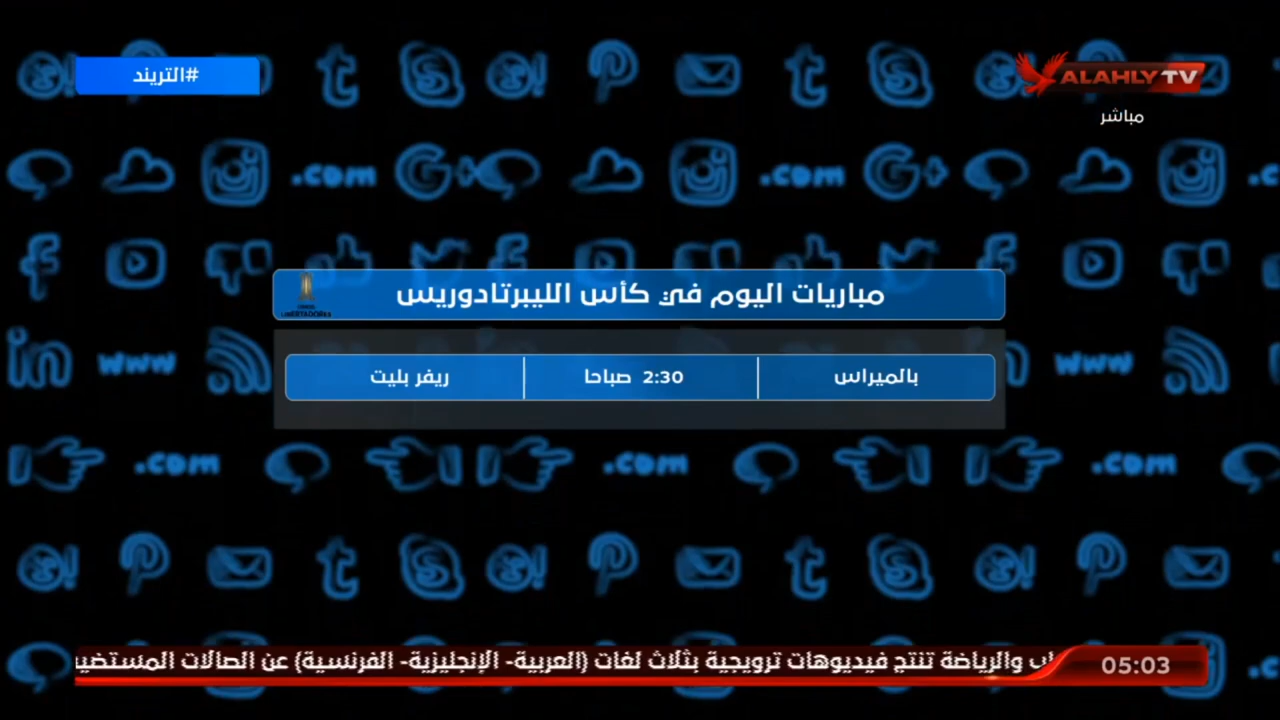 #التريند
ALAHLY TV
مباشر
مباريات اليوم في كأس الليبرتادوريس
LIBERTADORES
بالميراس
2:30 صباحا
ريفر بليت
والرياضة تنتج فيديوهات ترويجية بثلاث لغات (العربية- الإنجليزية- الفرنسية) عن الصالات
05:03